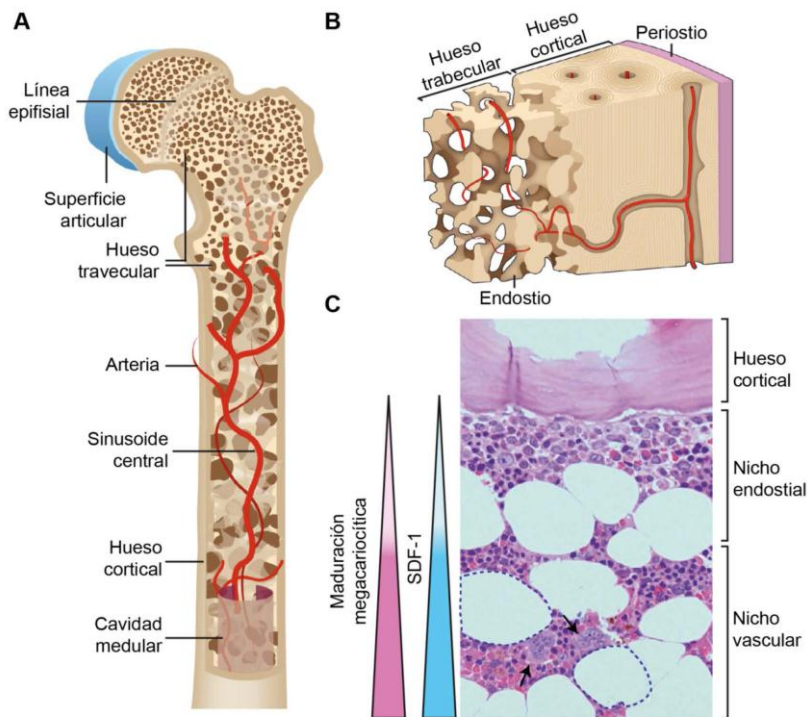 A
Línea
epifisial
Superficie
articular
Hueso
travecular
Arteria
Sinusoide
central
Hueso
cortical
Cavidad
medular
B
Hueso
trabecular
Hueso
cortical
Periostio
Endostio
C
Maduración
megacariocítica
SDF-1
Hueso
cortical
Nicho
endostial
Nicho
vascular